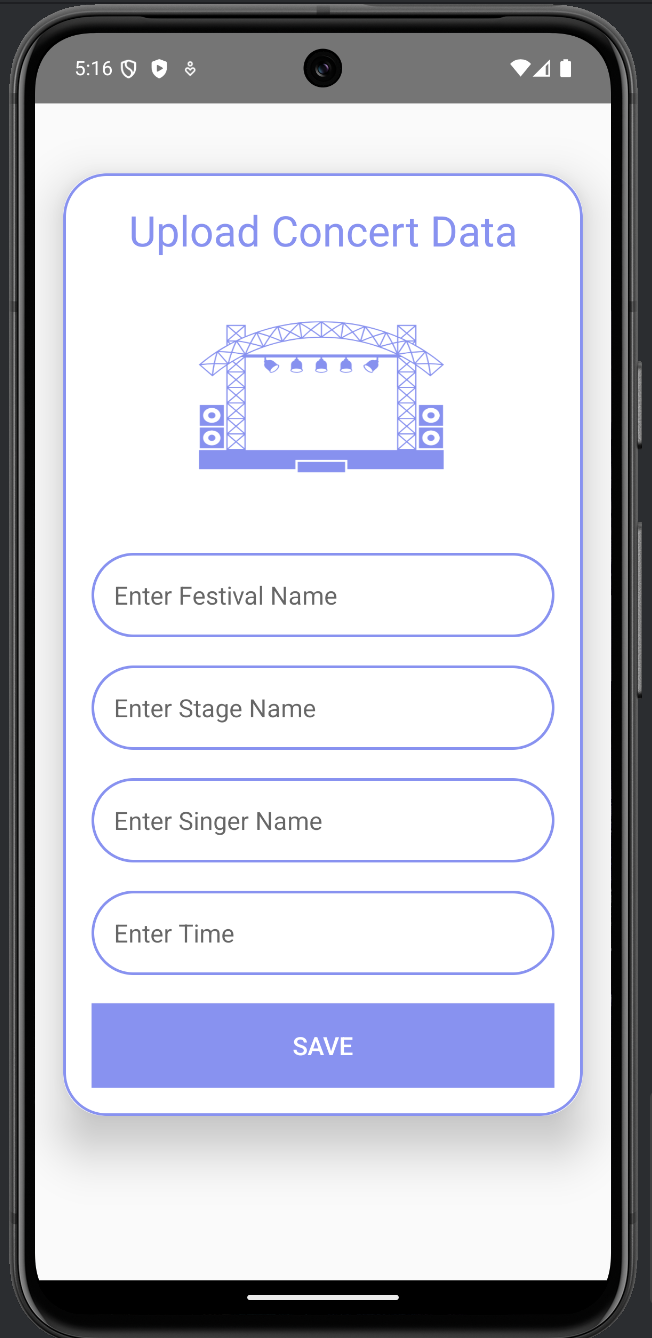 5:16
Upload Concert Data
Enter Festival Name
Enter Stage Name
Enter Singer Name
Enter Time
SAVE